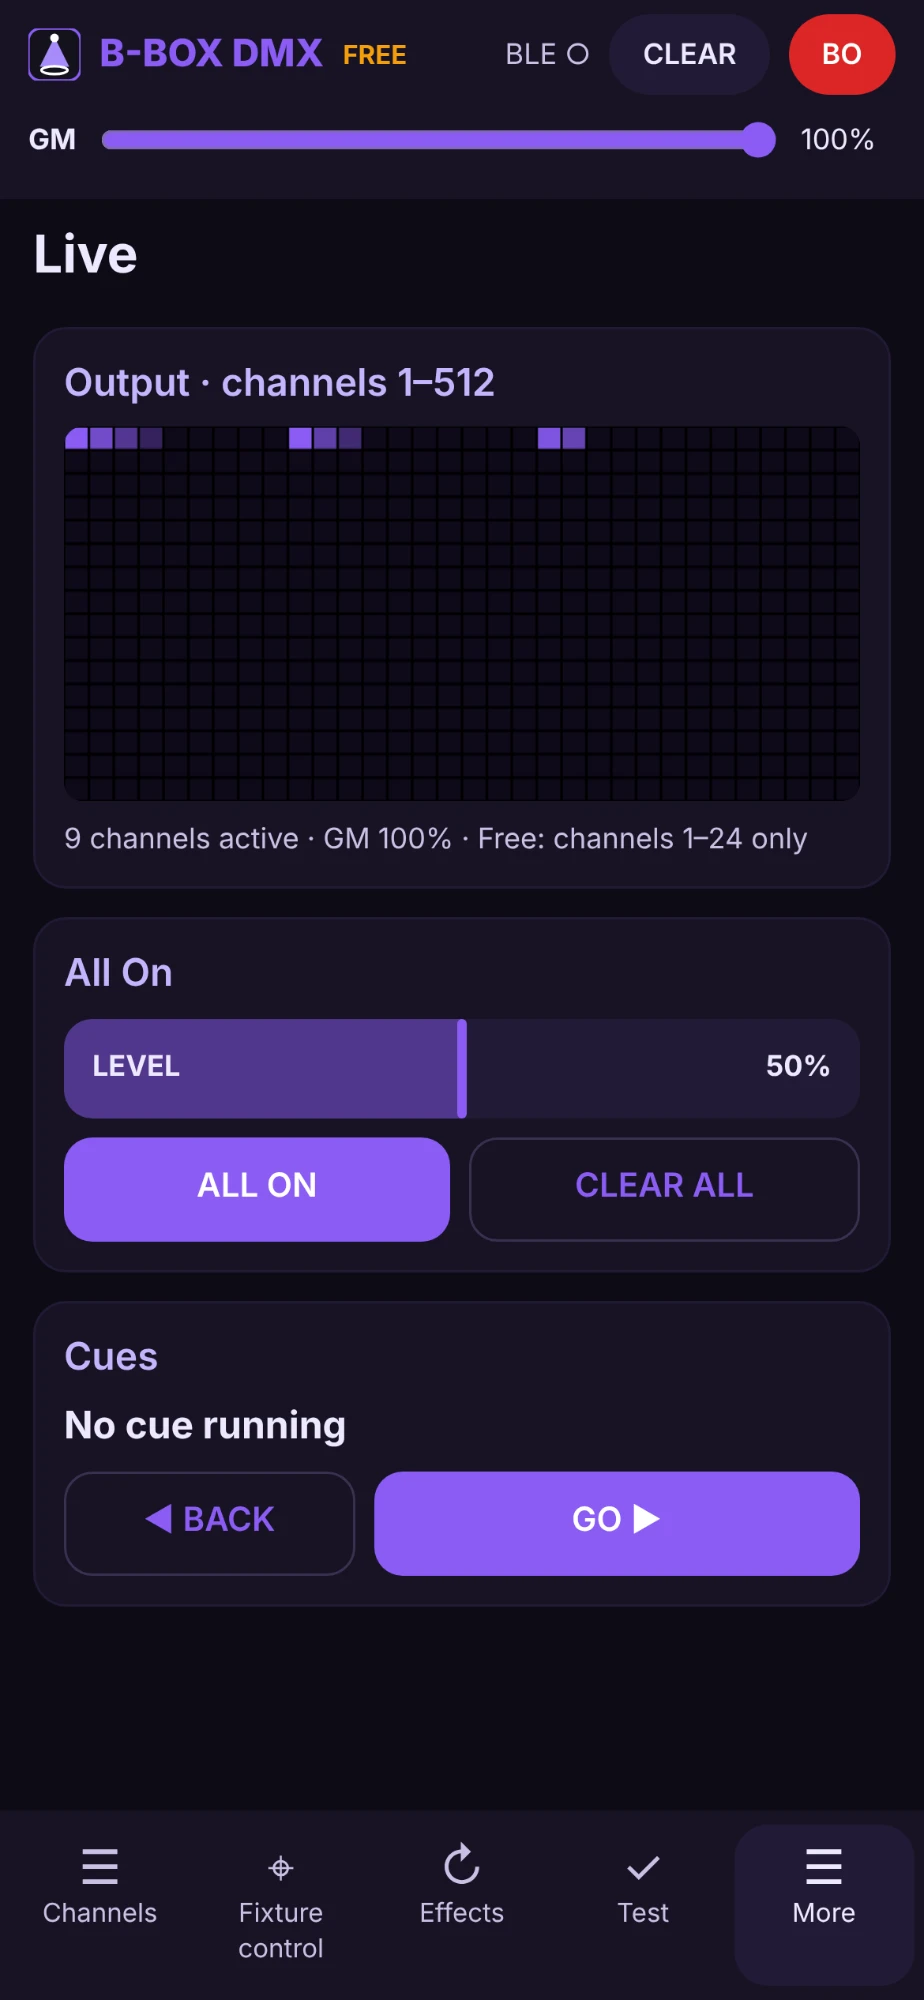 B-BOX DMX FREE BLE CLEAR BO
GM 100%
Live
Output · channels 1–512
9 channels active · GM 100% · Free: channels 1–24 only
All On
LEVEL 50%
ALL ON CLEAR ALL
Cues
No cue running
◀ BACK GO ▶
Channels Fixture control Effects Test More